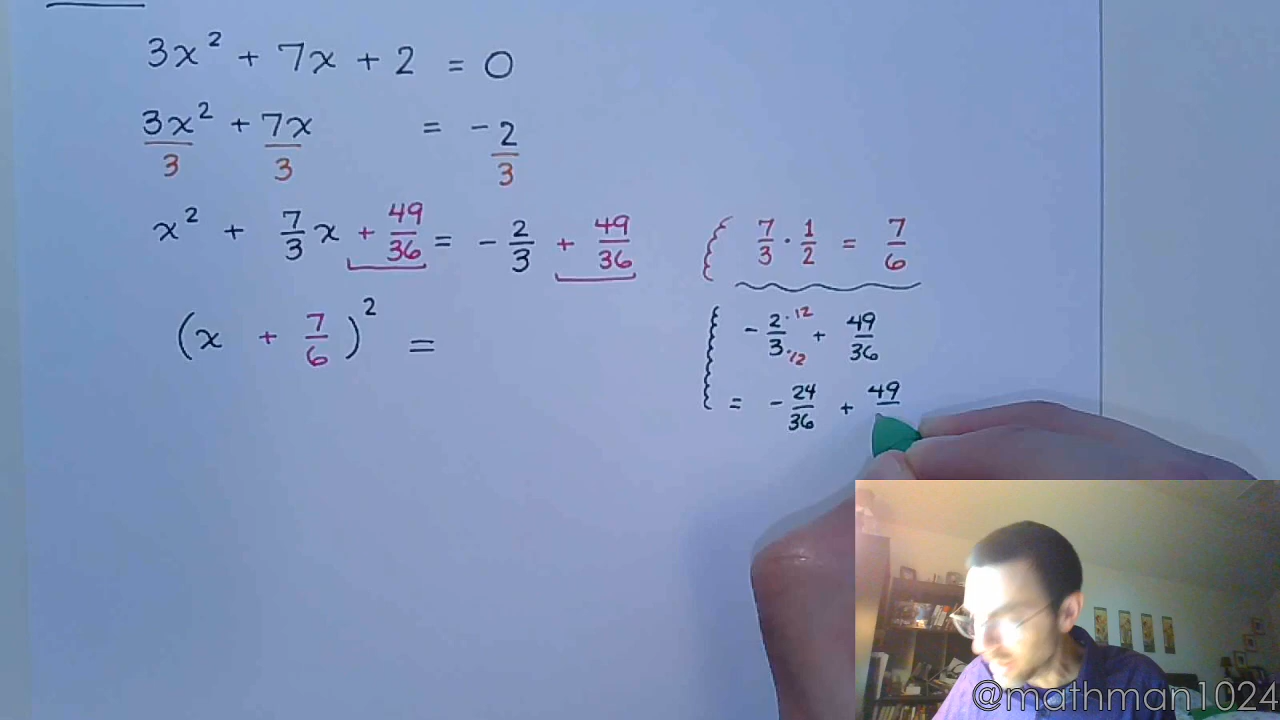 3x² + 7x + 2 = 0
3x²/3 + 7x/3 = -2/3
x² + 7/3 x + 49/36 = - 2/3 + 49/36
(x + 7/6)² =
7/3 · 1/2 = 7/6
- 2·12/3·12 + 49/36
= - 24/36 + 49
@mathman1024